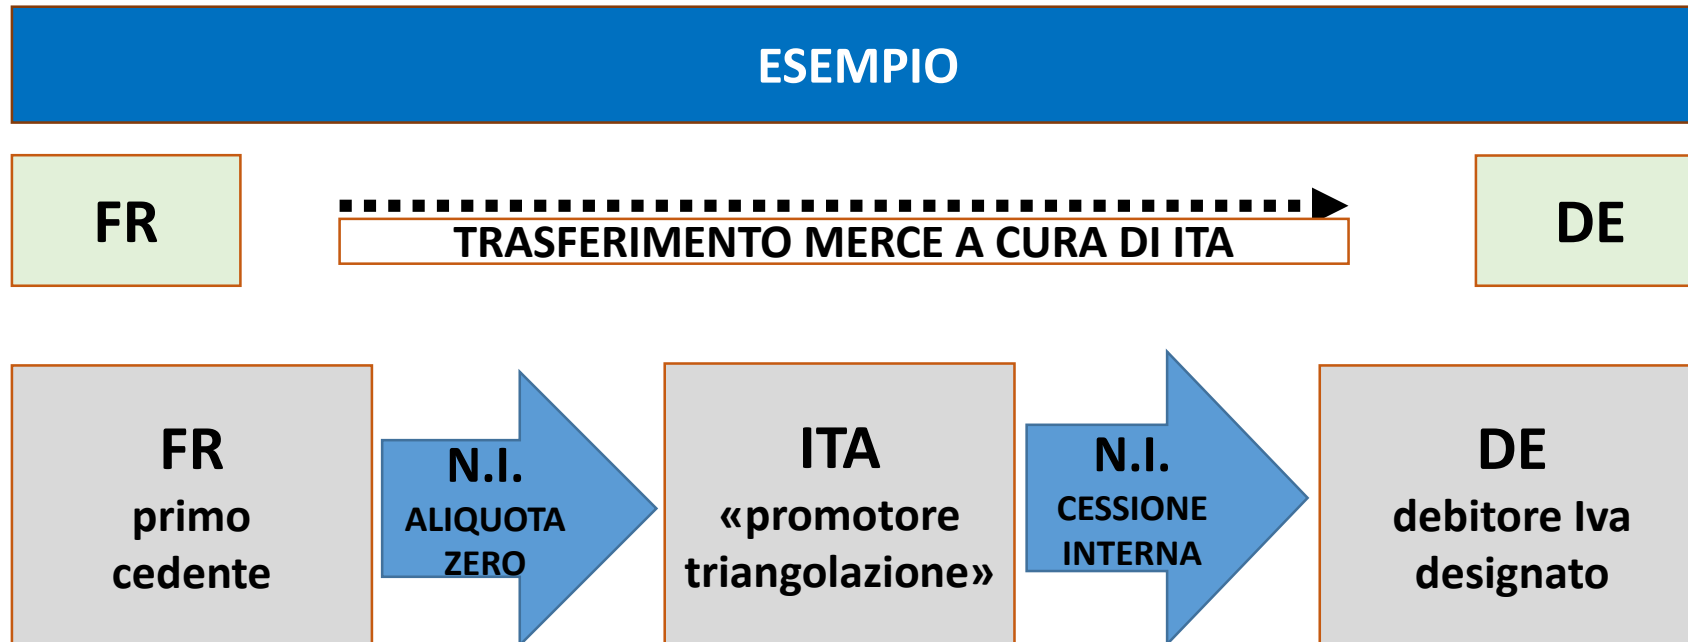 ESEMPIO
FR
TRASFERIMENTO MERCE A CURA DI ITA
DE
FR
primo
cedente
N.I.
ALIQUOTA
ZERO
ITA
«promotore
triangolazione»
N.I.
CESSIONE
INTERNA
DE
debitore Iva
designato